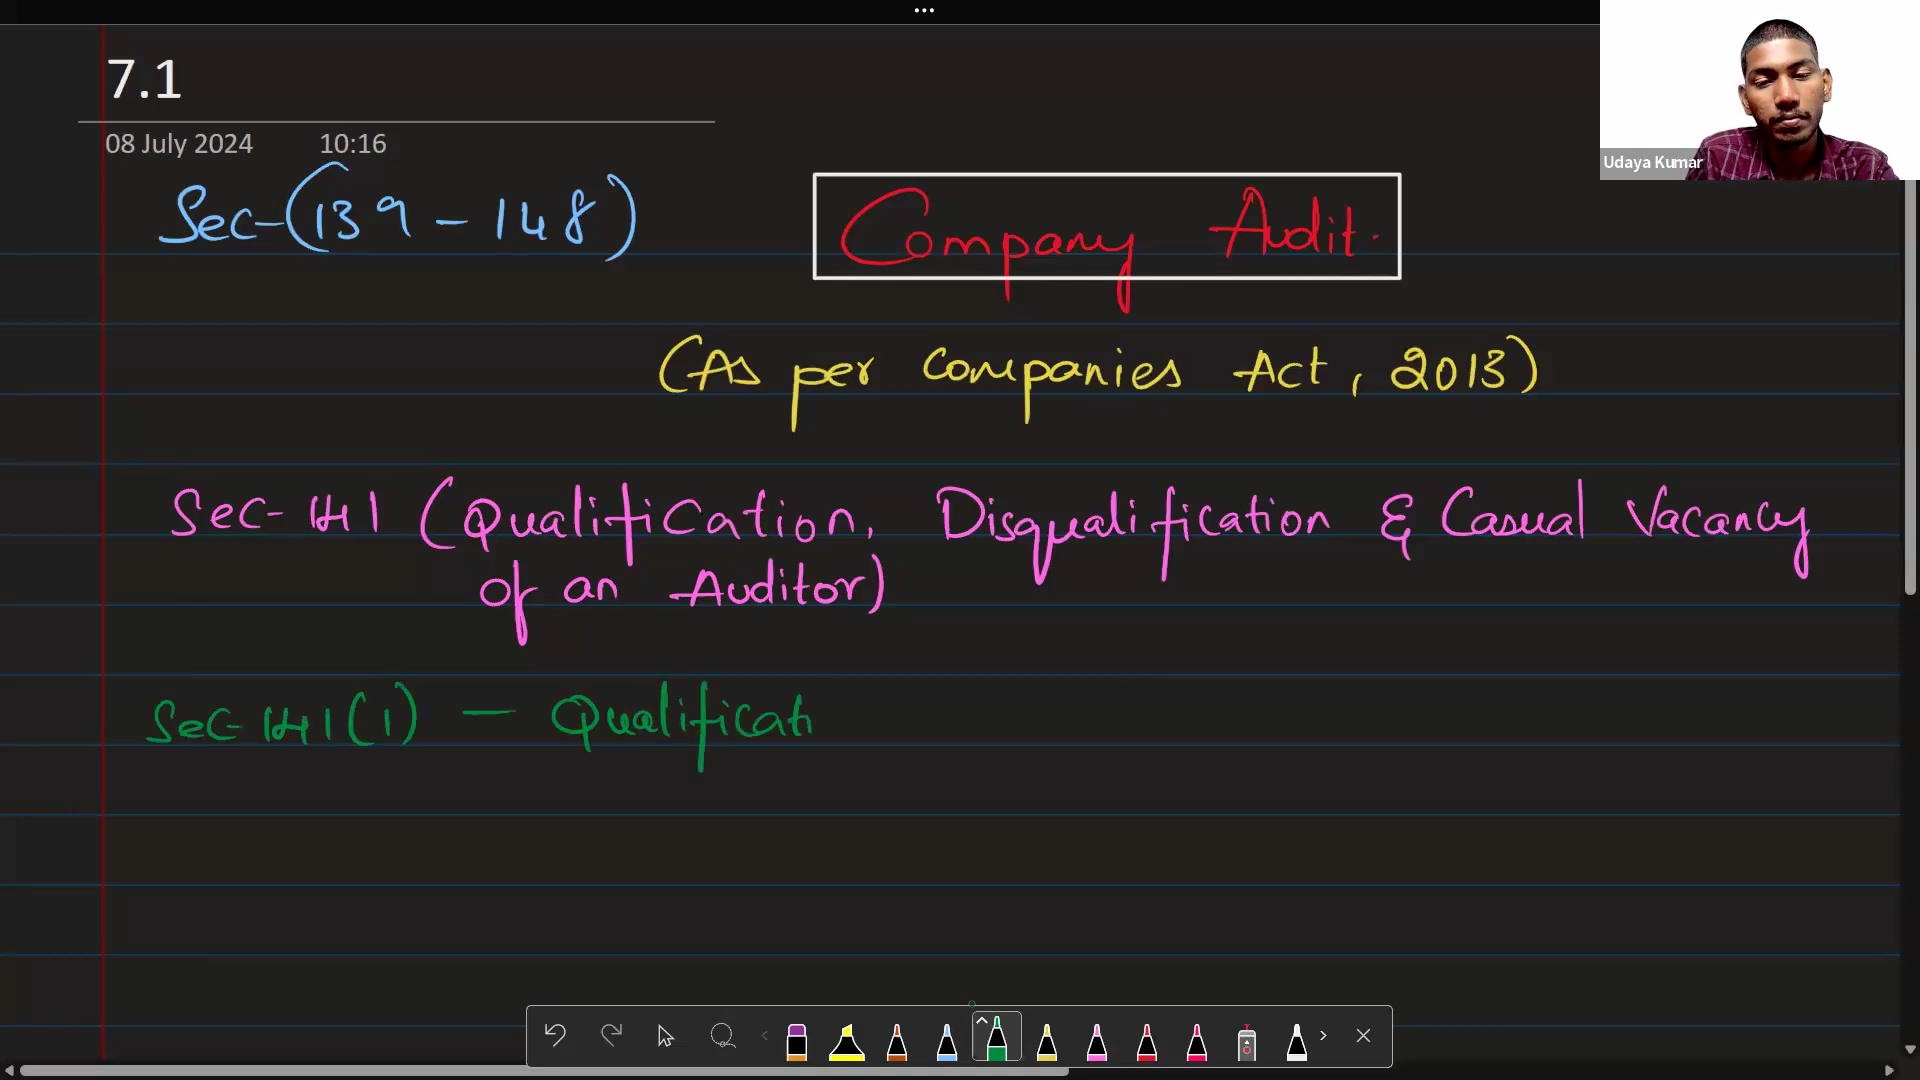 ...
7.1
08 July 2024 10:16
Udaya Kumar
Sec-(139 - 148)
Company Audit.
(As per Companies Act, 2013)
Sec- 141 (Qualification, Disqualification & Casual Vacancy
of an Auditor)
Sec- 141(1) — Qualificati